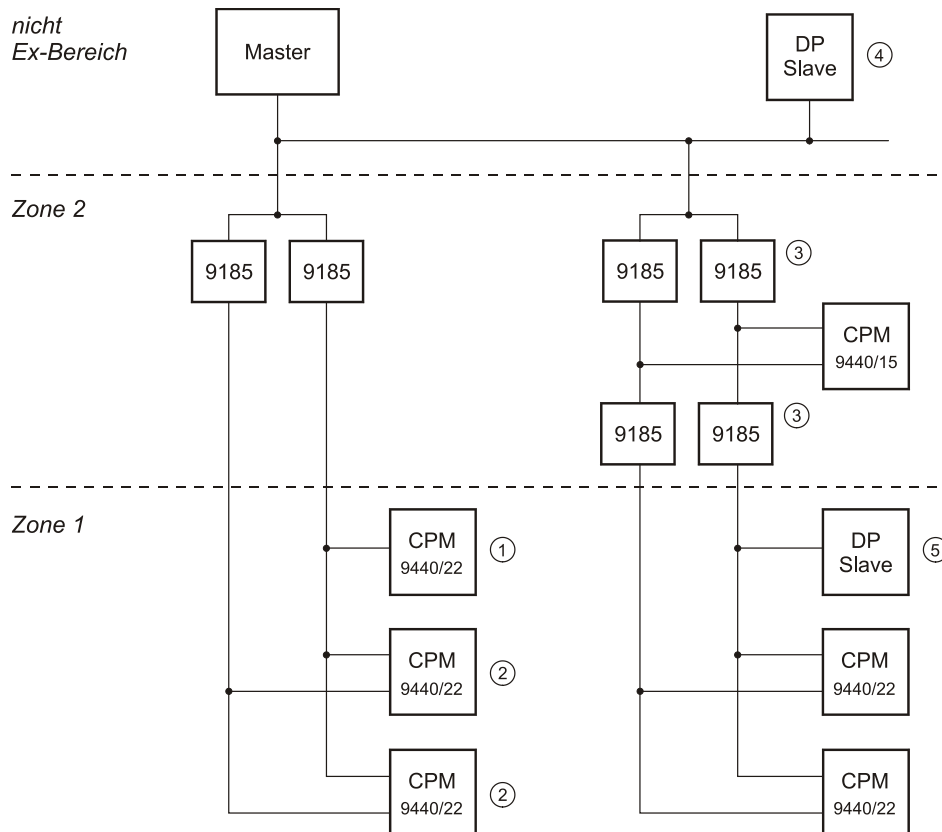 nicht
Ex-Bereich
Master
DP
Slave
4
Zone 2
9185
9185
9185
9185
3
CPM
9440/15
9185
9185
3
Zone 1
CPM
9440/22
1
DP
Slave
5
CPM
9440/22
2
CPM
9440/22
CPM
9440/22
2
CPM
9440/22